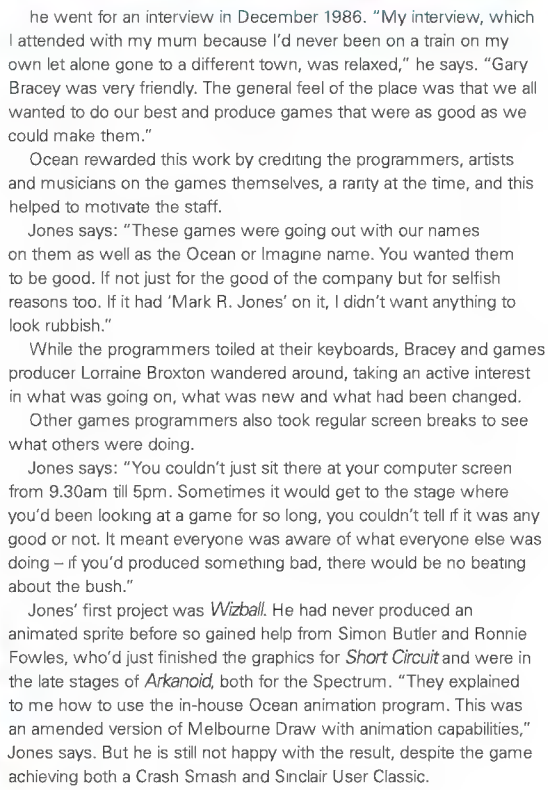 he went for an interview in December 1986. "My interview, which
I attended with my mum because I'd never been on a train on my
own let alone gone to a different town, was relaxed," he says. "Gary
Bracey was very friendly. The general feel of the place was that we all
wanted to do our best and produce games that were as good as we
could make them."
Ocean rewarded this work by crediting the programmers, artists
and musicians on the games themselves, a rarity at the time, and this
helped to motivate the staff.
Jones says: "These games were going out with our names
on them as well as the Ocean or Imagine name. You wanted them
to be good. If not just for the good of the company but for selfish
reasons too. If it had 'Mark R. Jones' on it, I didn't want anything to
look rubbish."
While the programmers toiled at their keyboards, Bracey and games
producer Lorraine Broxton wandered around, taking an active interest
in what was going on, what was new and what had been changed.
Other games programmers also took regular screen breaks to see
what others were doing.
Jones says: "You couldn't just sit there at your computer screen
from 9.30am till 5pm. Sometimes it would get to the stage where
you'd been looking at a game for so long, you couldn't tell if it was any
good or not. It meant everyone was aware of what everyone else was
doing – if you'd produced something bad, there would be no beating
about the bush."
Jones' first project was Wizball. He had never produced an
animated sprite before so gained help from Simon Butler and Ronnie
Fowles, who'd just finished the graphics for Short Circuit and were in
the late stages of Arkanoid, both for the Spectrum. "They explained
to me how to use the in-house Ocean animation program. This was
an amended version of Melbourne Draw with animation capabilities,"
Jones says. But he is still not happy with the result, despite the game
achieving both a Crash Smash and Sinclair User Classic.